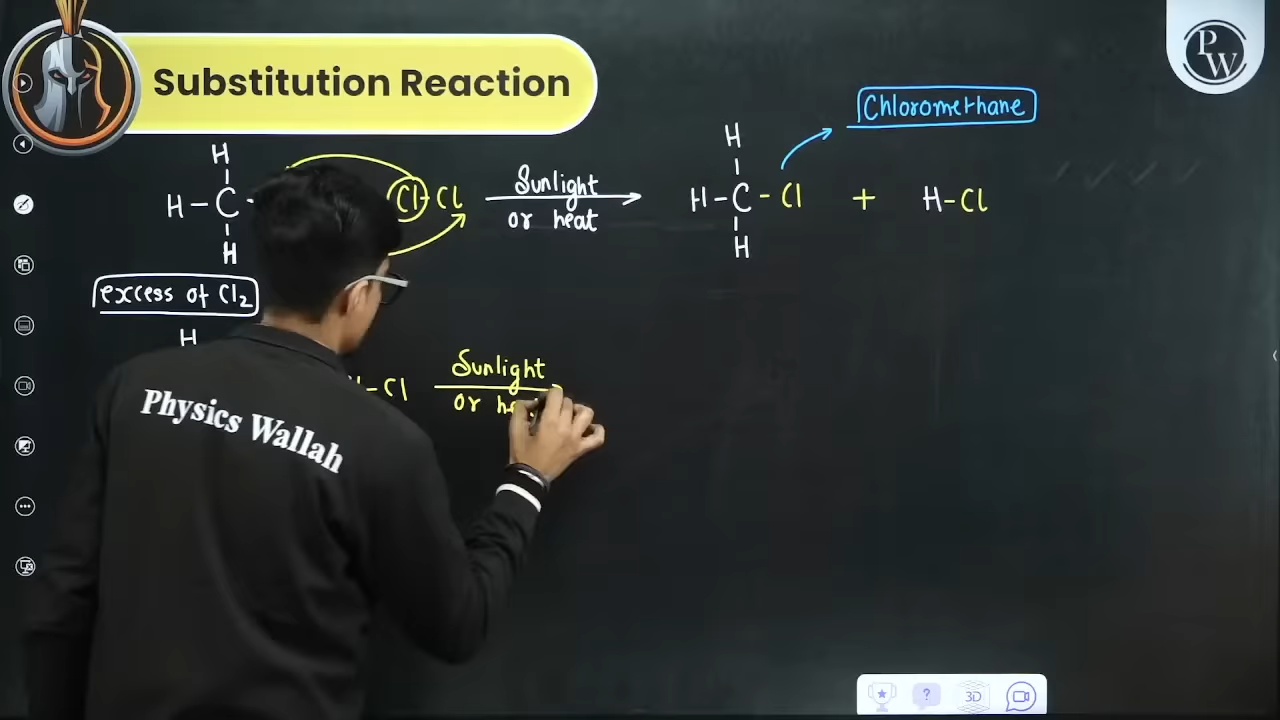 Substitution Reaction
P
W
Chloromethane
H
H
H – C – Cl – Cl Sunlight H – C – Cl + H – Cl
or heat
H
H
excess of Cl2
H
Sunlight
– Cl
or he
Physics Wallah
?
3D